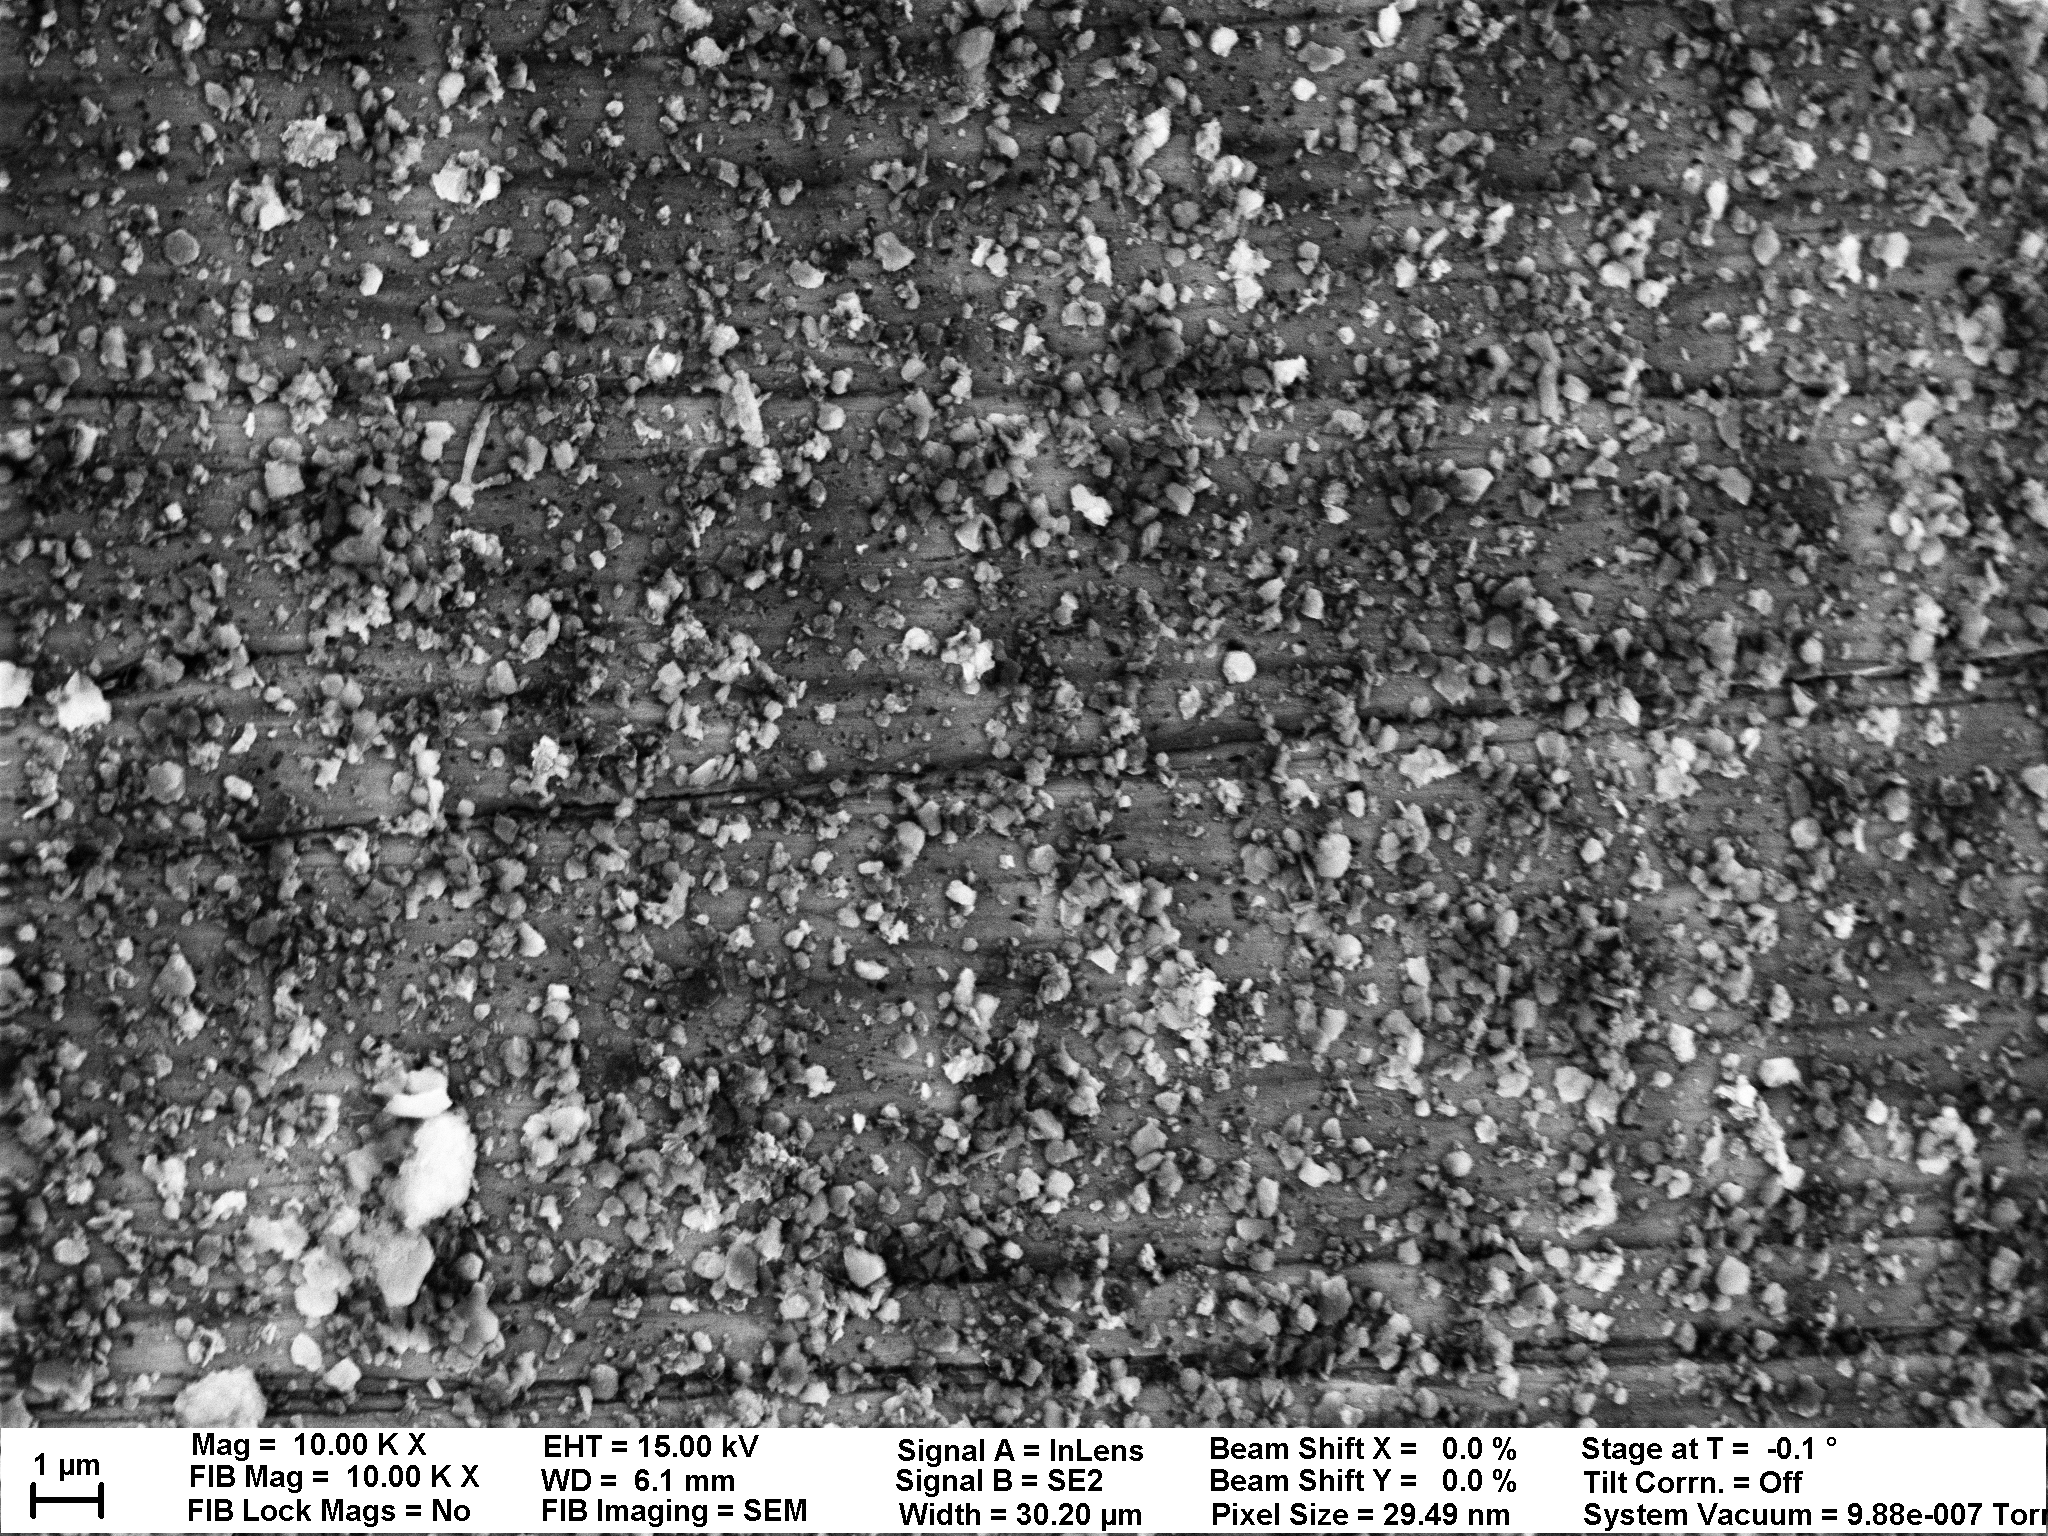 1 µm
Mag = 10.00 K X
FIB Mag = 10.00 K X
FIB Lock Mags = No
EHT = 15.00 kV
WD = 6.1 mm
FIB Imaging = SEM
Signal A = InLens
Signal B = SE2
Width = 30.20 µm
Beam Shift X = 0.0 %
Beam Shift Y = 0.0 %
Pixel Size = 29.49 nm
Stage at T = -0.1 °
Tilt Corrn. = Off
System Vacuum = 9.88e-007 Torr